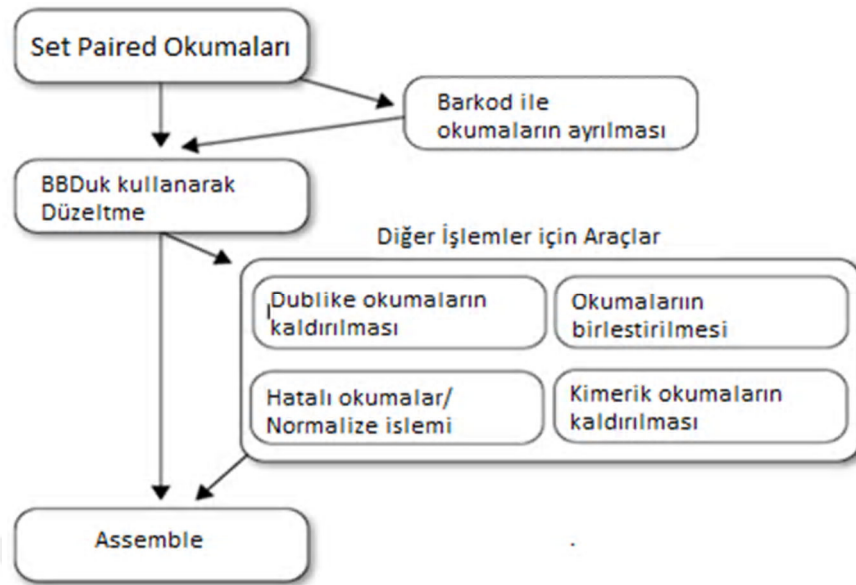 Set Paired Okumaları
Barkod ile
okumaların ayrılması
BBDuk kullanarak
Düzeltme
Diğer İşlemler için Araçlar
Dublike okumaların
kaldırılması
Okumalarıın
birlestirilmesi
Hatalı okumalar/
Normalize islemi
Kimerik okumaların
kaldırılması
Assemble